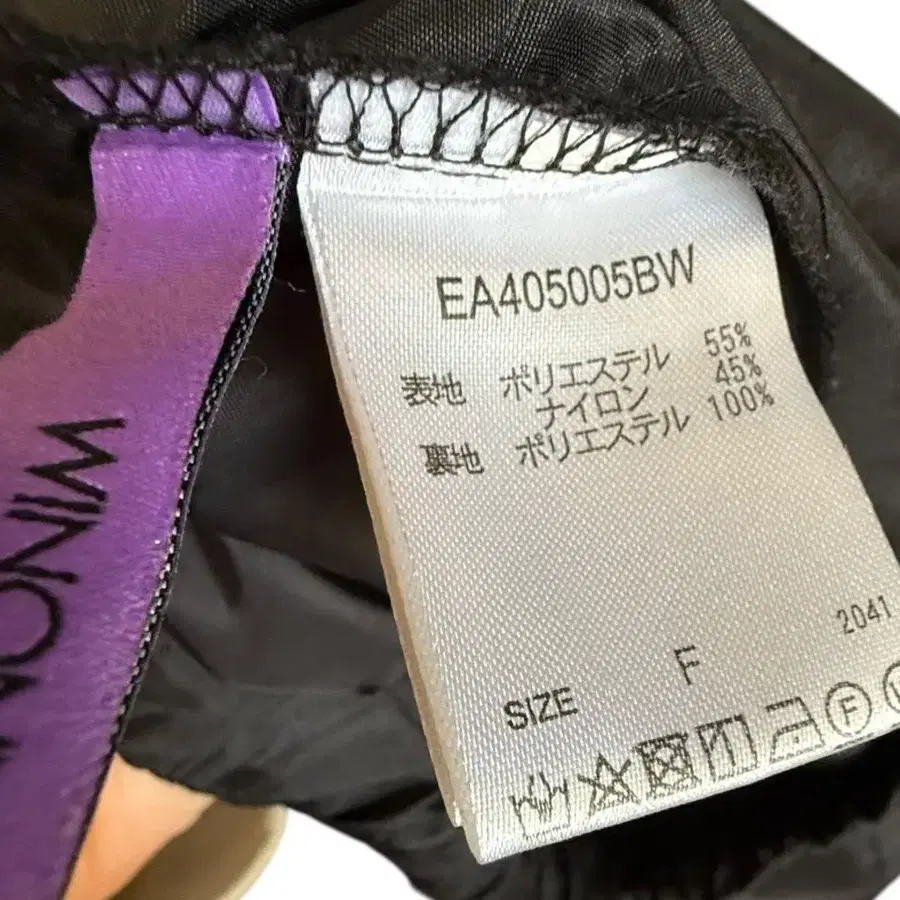 EA405005BW
表地 ポリエステル 55%
ナイロン 45%
裏地 ポリエステル 100%
2041
SIZE F
F